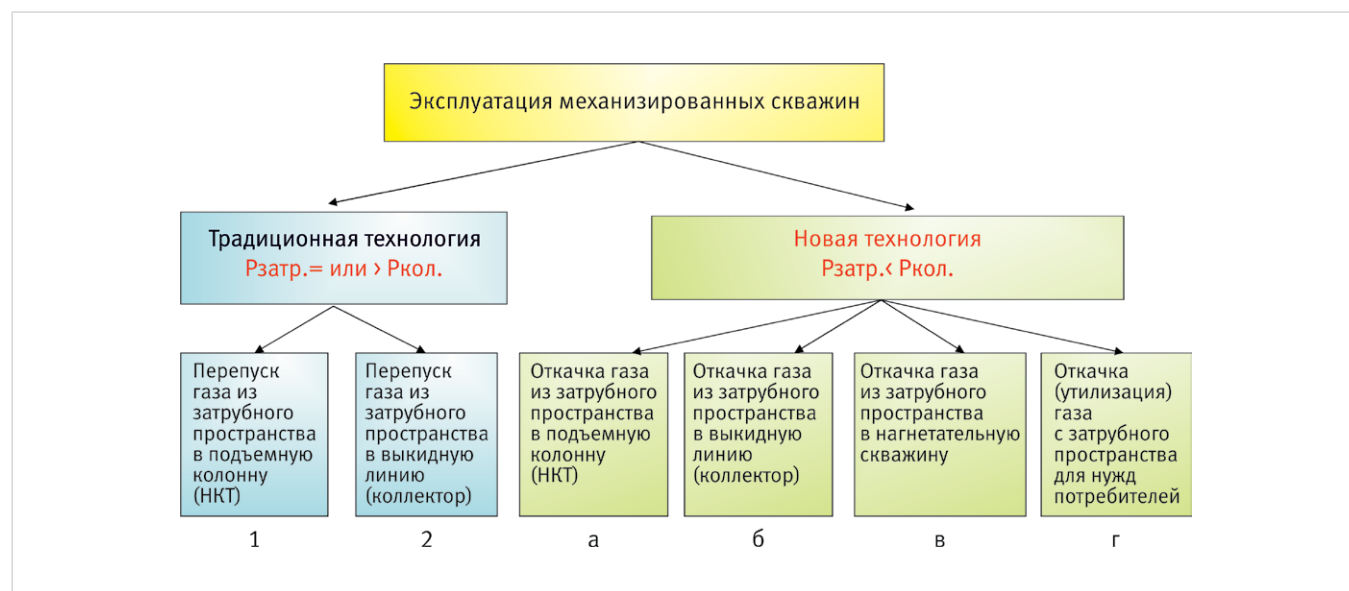 Эксплуатация механизированных скважин
Традиционная технология
Рзатр.= или › Ркол.
Новая технология
Рзатр.‹ Ркол.
Перепуск
газа из
затрубного
пространства
в подъемную
колонну
(НКТ)
Перепуск
газа из
затрубного
пространства
в выкидную
линию
(коллектор)
Откачка газа
из затрубного
пространства
в подъемную
колонну (НКТ)
Откачка газа
из затрубного
пространства
в выкидную
линию
(коллектор)
Откачка газа
из затрубного
пространства
в нагнетательную
скважину
Откачка
(утилизация)
газа
с затрубного
пространства
для нужд
потребителей
1
2
а
б
в
г